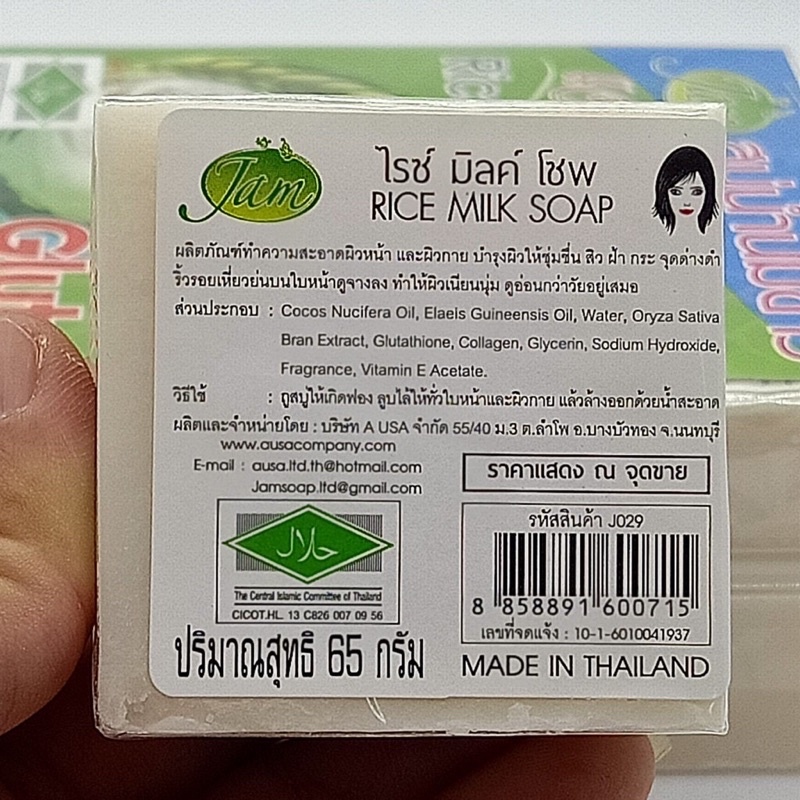 Jam
ไรซ์ มิลค์ โซพ
RICE MILK SOAP
ผลิตภัณฑ์ทำความสะอาดผิวหน้า และผิวกาย บำรุงผิวให้ชุ่มชื่น สิว ฝ้า กระ จุดด่างดำ
ริ้วรอยเหี่ยวย่นบนใบหน้าดูจางลง ทำให้ผิวเนียนนุ่ม ดูอ่อนกว่าวัยอยู่เสมอ
ส่วนประกอบ : Cocos Nucifera Oil, Elaeis Guineensis Oil, Water, Oryza Sativa
Bran Extract, Glutathione, Collagen, Glycerin, Sodium Hydroxide,
Fragrance, Vitamin E Acetate.
วิธีใช้ : ถูสบู่ให้เกิดฟอง ลูบไล้ให้ทั่วใบหน้าและผิวกาย แล้วล้างออกด้วยน้ำสะอาด
ผลิตและจำหน่ายโดย : บริษัท A USA จำกัด 55/40 ม.3 ต.ลำโพ อ.บางบัวทอง จ.นนทบุรี
www.ausacompany.com
E-mail : ausa.ltd.th@hotmail.com
Jamsoap.ltd@gmail.com
ราคาแสดง ณ จุดขาย
حلال
The Central Islamic Committee of Thailand
CICOT.HL. 13 C826 007 09 56
รหัสสินค้า J029
8 858891 600715
เลขที่จดแจ้ง : 10-1-6010041937
ปริมาณสุทธิ 65 กรัม
MADE IN THAILAND
Glut